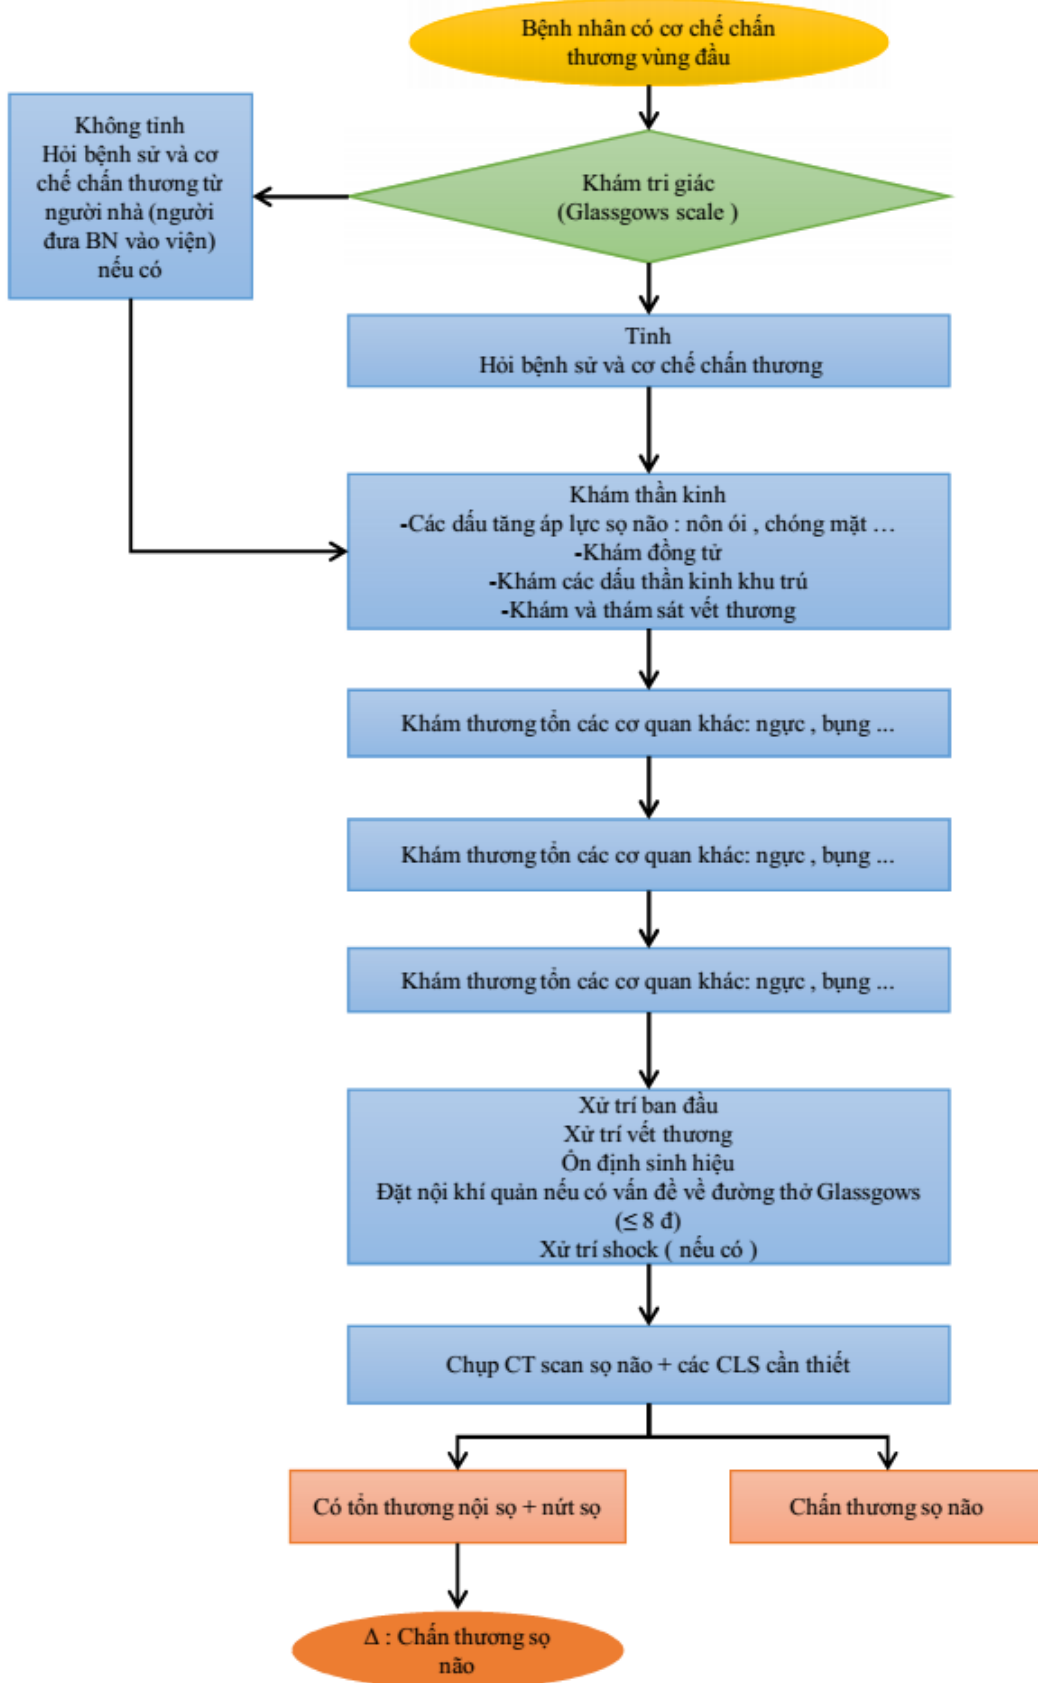 Bệnh nhân có cơ chế chấn
thương vùng đầu
Không tỉnh
Hỏi bệnh sử và cơ
chế chấn thương từ
người nhà (người
đưa BN vào viện)
nếu có
Khám tri giác
(Glassgows scale )
Tỉnh
Hỏi bệnh sử và cơ chế chấn thương
Khám thần kinh
-Các dấu tăng áp lực sọ não : nôn ói , chóng mặt …
-Khám đồng tử
-Khám các dấu thần kinh khu trú
-Khám và thám sát vết thương
Khám thương tổn các cơ quan khác: ngực , bụng ...
Khám thương tổn các cơ quan khác: ngực , bụng ...
Khám thương tổn các cơ quan khác: ngực , bụng ...
Xử trí ban đầu
Xử trí vết thương
Ổn định sinh hiệu
Đặt nội khí quản nếu có vấn đề về đường thở Glassgows
(≤ 8 đ)
Xử trí shock ( nếu có )
Chụp CT scan sọ não + các CLS cần thiết
Có tổn thương nội sọ + nứt sọ
Chấn thương sọ não
Δ : Chấn thương sọ
não